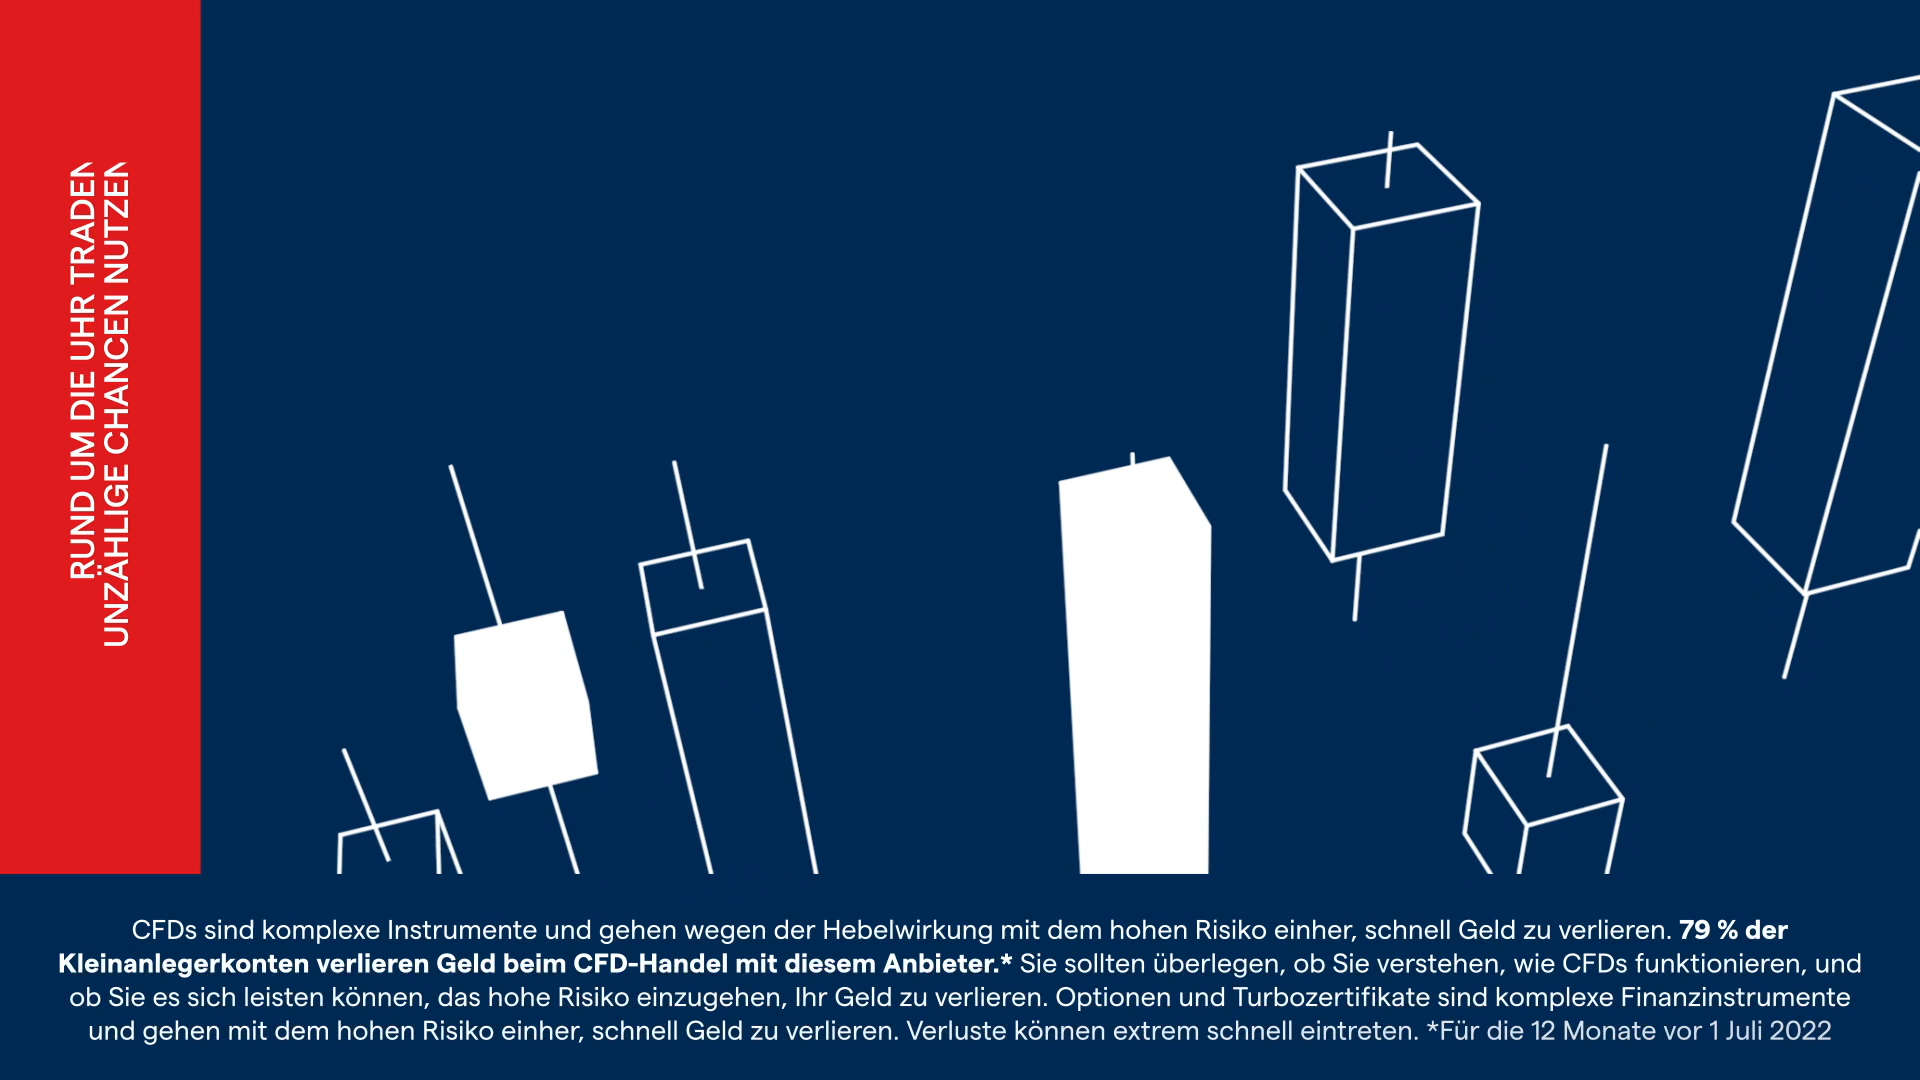 RUND UM DIE UHR TRADEN
UNZÄHLIGE CHANCEN NUTZEN
CFDs sind komplexe Instrumente und gehen wegen der Hebelwirkung mit dem hohen Risiko einher, schnell Geld zu verlieren. 79 % der
Kleinanlegerkonten verlieren Geld beim CFD-Handel mit diesem Anbieter.* Sie sollten überlegen, ob Sie verstehen, wie CFDs funktionieren, und
ob Sie es sich leisten können, das hohe Risiko einzugehen, Ihr Geld zu verlieren. Optionen und Turbozertifikate sind komplexe Finanzinstrumente
und gehen mit dem hohen Risiko einher, schnell Geld zu verlieren. Verluste können extrem schnell eintreten. *Für die 12 Monate vor 1 Juli 2022